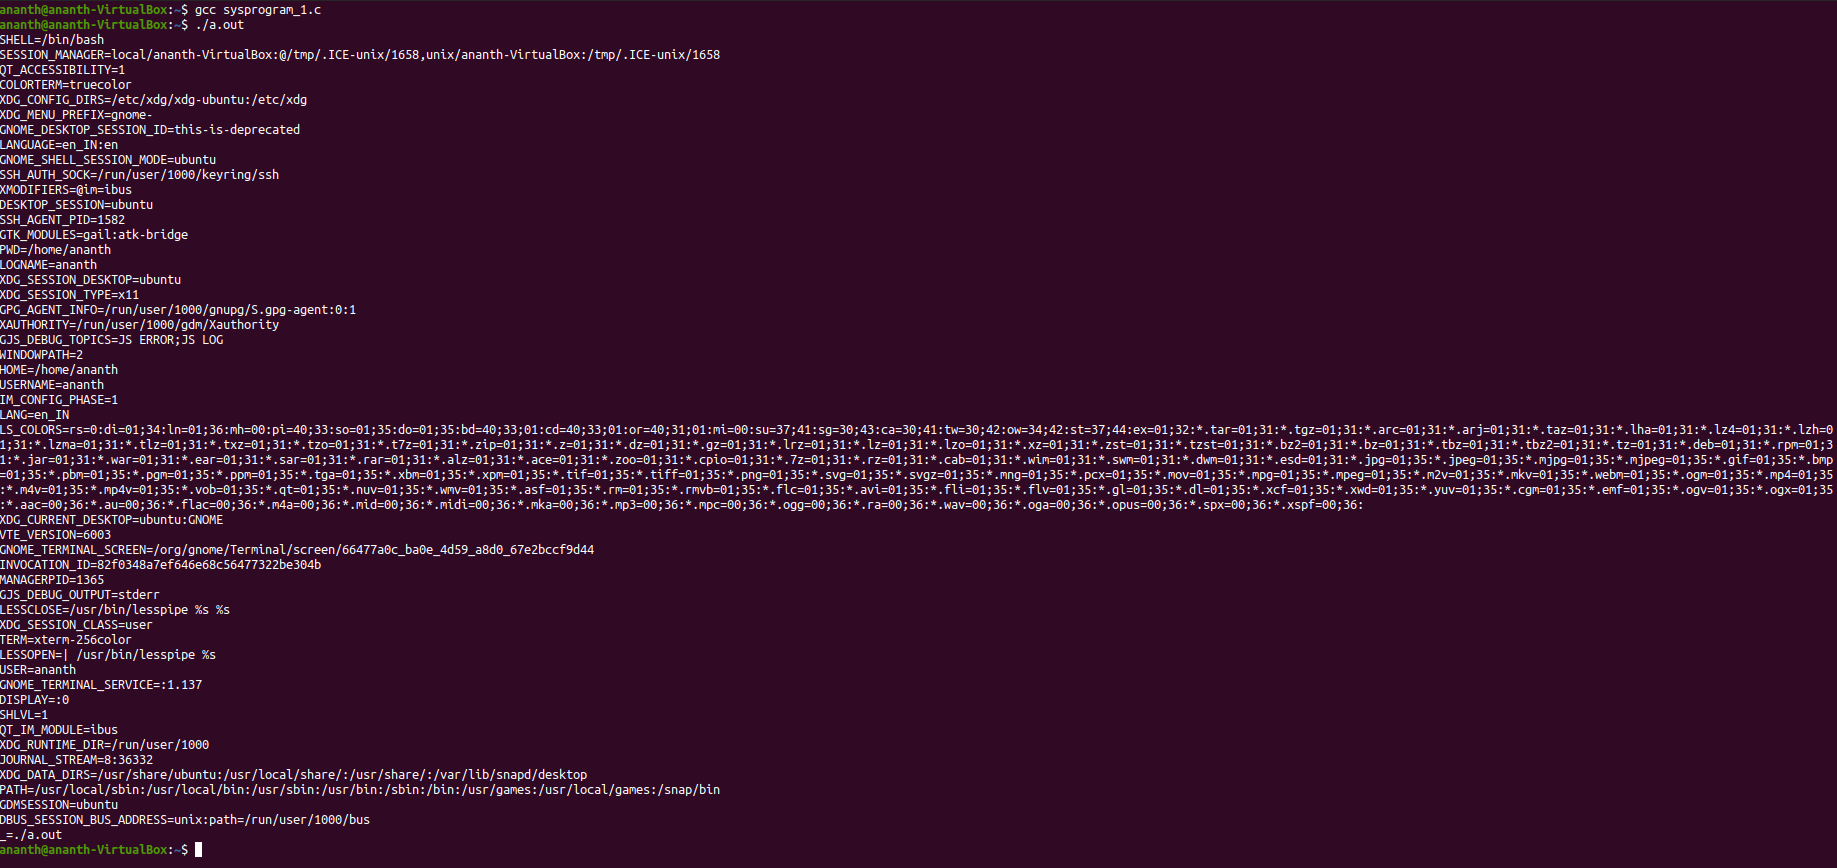 ananth@ananth-VirtualBox:~$ gcc sysprogram_1.c
ananth@ananth-VirtualBox:~$ ./a.out
SHELL=/bin/bash
SESSION_MANAGER=local/ananth-VirtualBox:@/tmp/.ICE-unix/1658,unix/ananth-VirtualBox:/tmp/.ICE-unix/1658
QT_ACCESSIBILITY=1
COLORTERM=truecolor
XDG_CONFIG_DIRS=/etc/xdg/xdg-ubuntu:/etc/xdg
XDG_MENU_PREFIX=gnome-
GNOME_DESKTOP_SESSION_ID=this-is-deprecated
LANGUAGE=en_IN:en
GNOME_SHELL_SESSION_MODE=ubuntu
SSH_AUTH_SOCK=/run/user/1000/keyring/ssh
XMODIFIERS=@im=ibus
DESKTOP_SESSION=ubuntu
SSH_AGENT_PID=1582
GTK_MODULES=gail:atk-bridge
PWD=/home/ananth
LOGNAME=ananth
XDG_SESSION_DESKTOP=ubuntu
XDG_SESSION_TYPE=x11
GPG_AGENT_INFO=/run/user/1000/gnupg/S.gpg-agent:0:1
XAUTHORITY=/run/user/1000/gdm/Xauthority
GJS_DEBUG_TOPICS=JS ERROR;JS LOG
WINDOWPATH=2
HOME=/home/ananth
USERNAME=ananth
IM_CONFIG_PHASE=1
LANG=en_IN
LS_COLORS=rs=0:di=01;34:ln=01;36:mh=00:pi=40;33:so=01;35:do=01;35:bd=40;33;01:cd=40;33;01:or=40;31;01:mi=00:su=37;41:sg=30;43:ca=30;41:tw=30;42:ow=34;42:st=37;44:ex=01;32:*.tar=01;31:*.tgz=01;31:*.arc=01;31:*.arj=01;31:*.taz=01;31:*.lha=01;31:*.lz4=01;31:*.lzh=0
1;31:*.lzma=01;31:*.tlz=01;31:*.txz=01;31:*.tzo=01;31:*.t7z=01;31:*.zip=01;31:*.z=01;31:*.dz=01;31:*.gz=01;31:*.lrz=01;31:*.lz=01;31:*.lzo=01;31:*.xz=01;31:*.zst=01;31:*.tzst=01;31:*.bz2=01;31:*.bz=01;31:*.tbz=01;31:*.tbz2=01;31:*.tz=01;31:*.deb=01;31:*.rpm=01;3
1:*.jar=01;31:*.war=01;31:*.ear=01;31:*.sar=01;31:*.rar=01;31:*.alz=01;31:*.ace=01;31:*.zoo=01;31:*.cpio=01;31:*.7z=01;31:*.rz=01;31:*.cab=01;31:*.wim=01;31:*.swm=01;31:*.dwm=01;31:*.esd=01;31:*.jpg=01;35:*.jpeg=01;35:*.mjpg=01;35:*.mjpeg=01;35:*.gif=01;35:*.bmp
=01;35:*.pbm=01;35:*.pgm=01;35:*.ppm=01;35:*.tga=01;35:*.xbm=01;35:*.xpm=01;35:*.tif=01;35:*.tiff=01;35:*.png=01;35:*.svg=01;35:*.svgz=01;35:*.mng=01;35:*.pcx=01;35:*.mov=01;35:*.mpg=01;35:*.mpeg=01;35:*.m2v=01;35:*.mkv=01;35:*.webm=01;35:*.ogm=01;35:*.mp4=01;35
:*.m4v=01;35:*.mp4v=01;35:*.vob=01;35:*.qt=01;35:*.nuv=01;35:*.wmv=01;35:*.asf=01;35:*.rm=01;35:*.rmvb=01;35:*.flc=01;35:*.avi=01;35:*.fli=01;35:*.flv=01;35:*.gl=01;35:*.dl=01;35:*.xcf=01;35:*.xwd=01;35:*.yuv=01;35:*.cgm=01;35:*.emf=01;35:*.ogv=01;35:*.ogx=01;35
:*.aac=00;36:*.au=00;36:*.flac=00;36:*.m4a=00;36:*.mid=00;36:*.midi=00;36:*.mka=00;36:*.mp3=00;36:*.mpc=00;36:*.ogg=00;36:*.ra=00;36:*.wav=00;36:*.oga=00;36:*.opus=00;36:*.spx=00;36:*.xspf=00;36:
XDG_CURRENT_DESKTOP=ubuntu:GNOME
VTE_VERSION=6003
GNOME_TERMINAL_SCREEN=/org/gnome/Terminal/screen/66477a0c_ba0e_4d59_a8d0_67e2bccf9d44
INVOCATION_ID=82f0348a7ef646e68c56477322be304b
MANAGERPID=1365
GJS_DEBUG_OUTPUT=stderr
LESSCLOSE=/usr/bin/lesspipe %s %s
XDG_SESSION_CLASS=user
TERM=xterm-256color
LESSOPEN=| /usr/bin/lesspipe %s
USER=ananth
GNOME_TERMINAL_SERVICE=:1.137
DISPLAY=:0
SHLVL=1
QT_IM_MODULE=ibus
XDG_RUNTIME_DIR=/run/user/1000
JOURNAL_STREAM=8:36332
XDG_DATA_DIRS=/usr/share/ubuntu:/usr/local/share/:/usr/share/:/var/lib/snapd/desktop
PATH=/usr/local/sbin:/usr/local/bin:/usr/sbin:/usr/bin:/sbin:/bin:/usr/games:/usr/local/games:/snap/bin
GDMSESSION=ubuntu
DBUS_SESSION_BUS_ADDRESS=unix:path=/run/user/1000/bus
_=./a.out
ananth@ananth-VirtualBox:~$